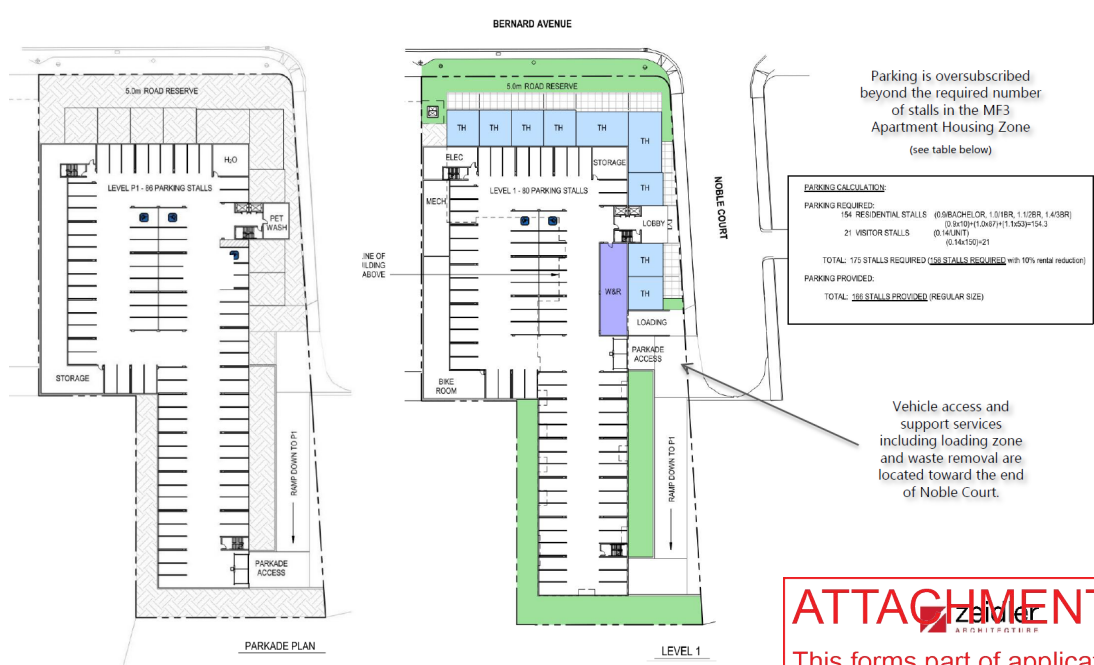 BERNARD AVENUE
5.0m ROAD RESERVE
H₂O
LEVEL P1 - 86 PARKING STALLS
PET
WASH
STORAGE
RAMP DOWN TO P1
PARKADE
ACCESS
PARKADE PLAN
5.0m ROAD RESERVE
TH
TH
TH
TH
TH
TH
ELEC
STORAGE
LEVEL 1 - 80 PARKING STALLS
TH
MECH
LOBBY
NOBLE COURT
LINE OF
BUILDING
ABOVE
TH
W&R
TH
LOADING
PARKADE
ACCESS
BIKE
ROOM
RAMP DOWN TO P1
LEVEL 1
Parking is oversubscribed
beyond the required number
of stalls in the MF3
Apartment Housing Zone
(see table below)
PARKING CALCULATION:
PARKING REQUIRED:
154 RESIDENTIAL STALLS (0.9/BACHELOR, 1.0/1BR, 1.1/2BR, 1.4/3BR)
(0.9x10)+(1.0x87)+(1.1x53)=154.3
21 VISITOR STALLS (0.14/UNIT)
(0.14x150)=21
TOTAL: 175 STALLS REQUIRED (158 STALLS REQUIRED with 10% rental reduction)
PARKING PROVIDED:
TOTAL: 166 STALLS PROVIDED (REGULAR SIZE)
Vehicle access and
support services
including loading zone
and waste removal are
located toward the end
of Noble Court.
ATTACHMENT
zeidler
ARCHITECTURE
This forms part of applicat